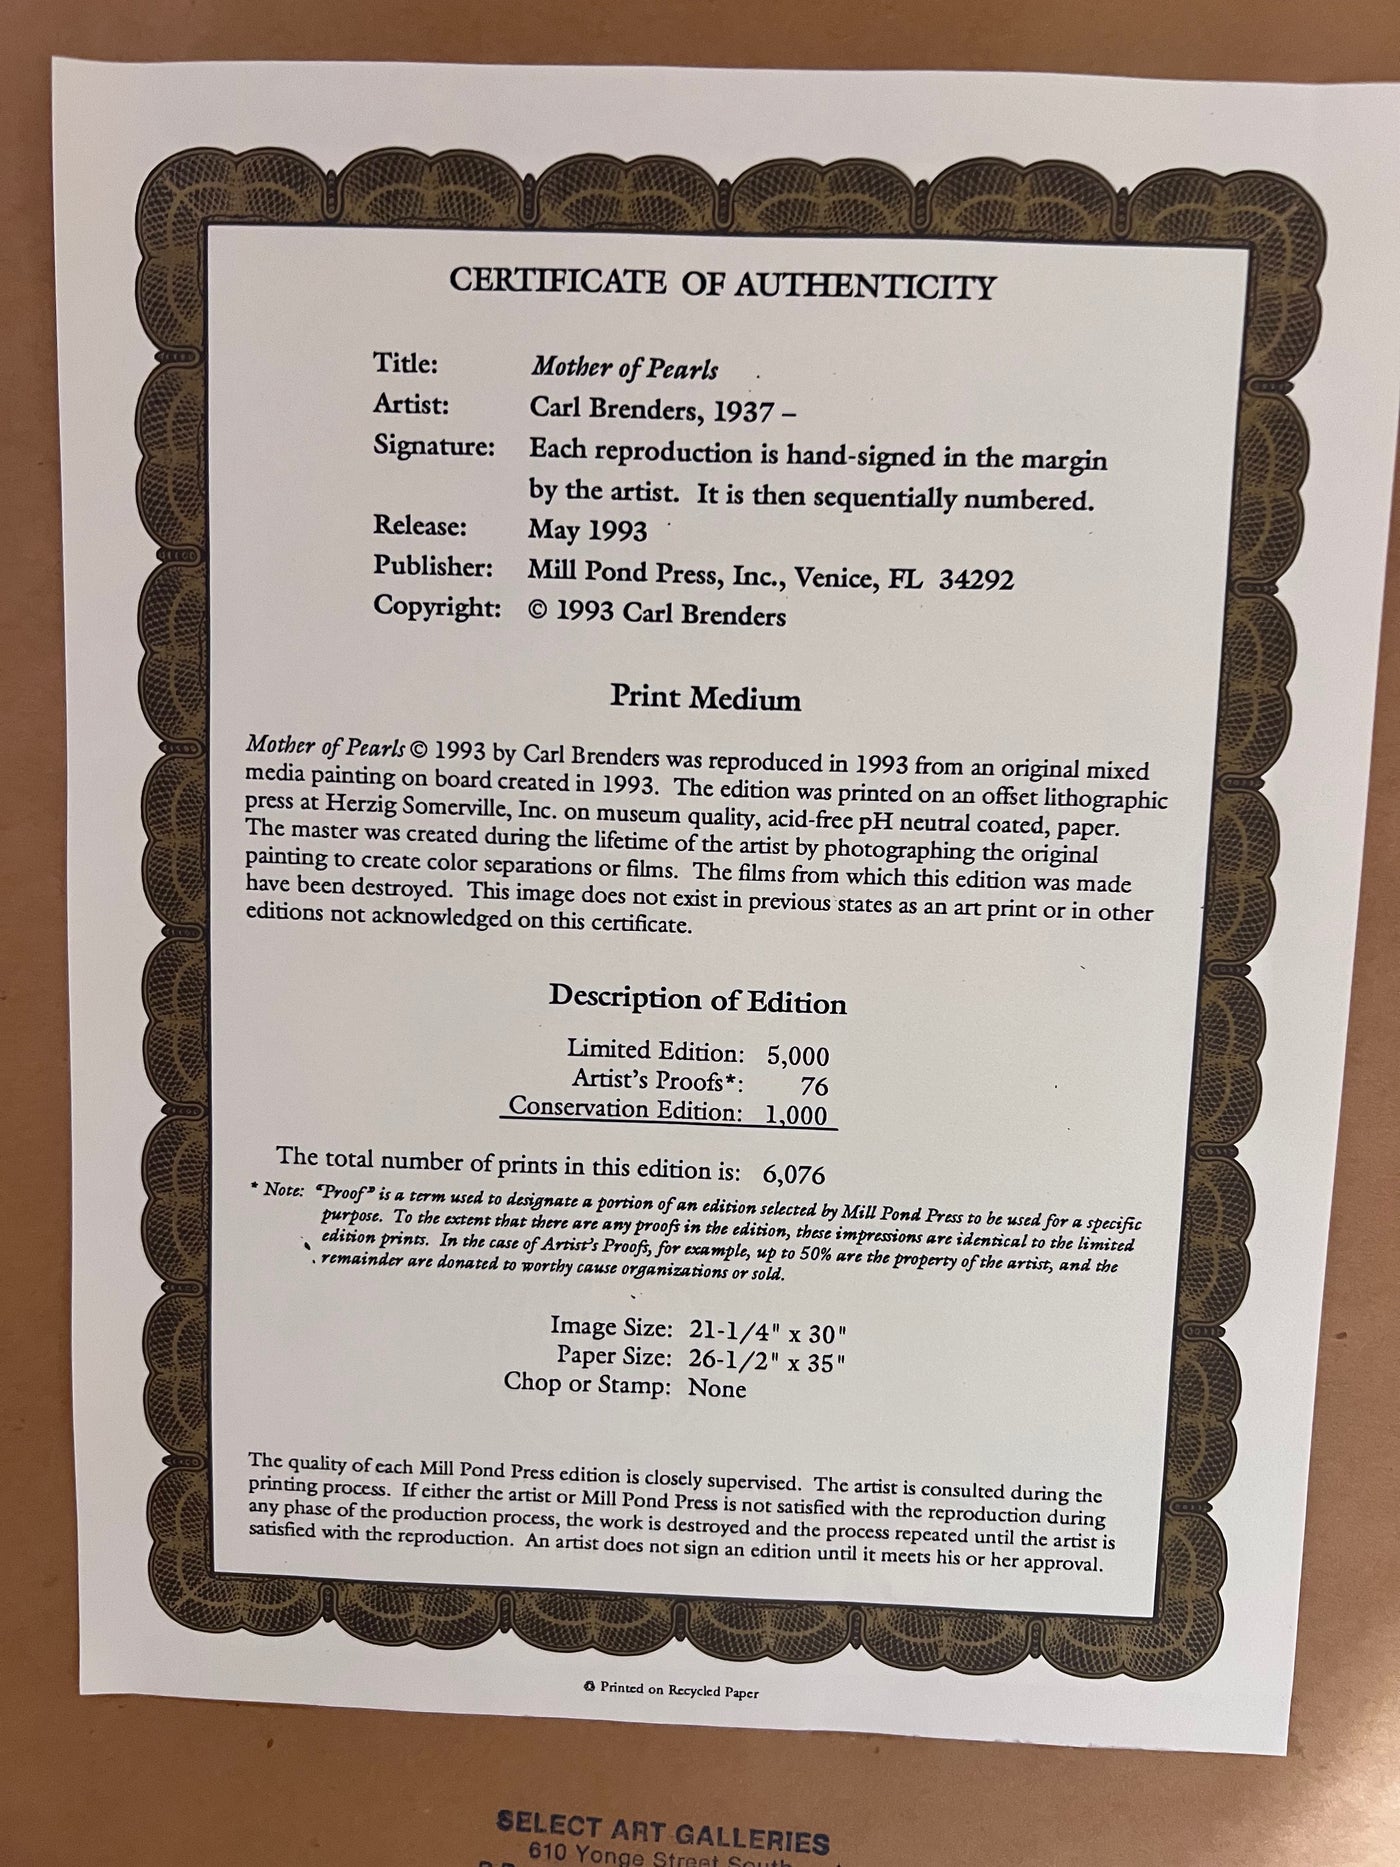 CERTIFICATE OF AUTHENTICITY
Title: Mother of Pearls
Artist: Carl Brenders, 1937 –
Signature: Each reproduction is hand-signed in the margin
by the artist. It is then sequentially numbered.
Release: May 1993
Publisher: Mill Pond Press, Inc., Venice, FL 34292
Copyright: © 1993 Carl Brenders
Print Medium
Mother of Pearls © 1993 by Carl Brenders was reproduced in 1993 from an original mixed
media painting on board created in 1993. The edition was printed on an offset lithographic
press at Herzig Somerville, Inc. on museum quality, acid-free pH neutral coated, paper.
The master was created during the lifetime of the artist by photographing the original
painting to create color separations or films. The films from which this edition was made
have been destroyed. This image does not exist in previous states as an art print or in other
editions not acknowledged on this certificate.
Description of Edition
Limited Edition: 5,000
Artist's Proofs*: 76
Conservation Edition: 1,000
The total number of prints in this edition is: 6,076
* Note: "Proof" is a term used to designate a portion of an edition selected by Mill Pond Press to be used for a specific
purpose. To the extent that there are any proofs in the edition, these impressions are identical to the limited
edition prints. In the case of Artist's Proofs, for example, up to 50% are the property of the artist, and the
remainder are donated to worthy cause organizations or sold.
Image Size: 21-1/4" x 30"
Paper Size: 26-1/2" x 35"
Chop or Stamp: None
The quality of each Mill Pond Press edition is closely supervised. The artist is consulted during the
printing process. If either the artist or Mill Pond Press is not satisfied with the reproduction during
any phase of the production process, the work is destroyed and the process repeated until the artist is
satisfied with the reproduction. An artist does not sign an edition until it meets his or her approval.
Printed on Recycled Paper
SELECT ART GALLERIES
610 Yonge Street South